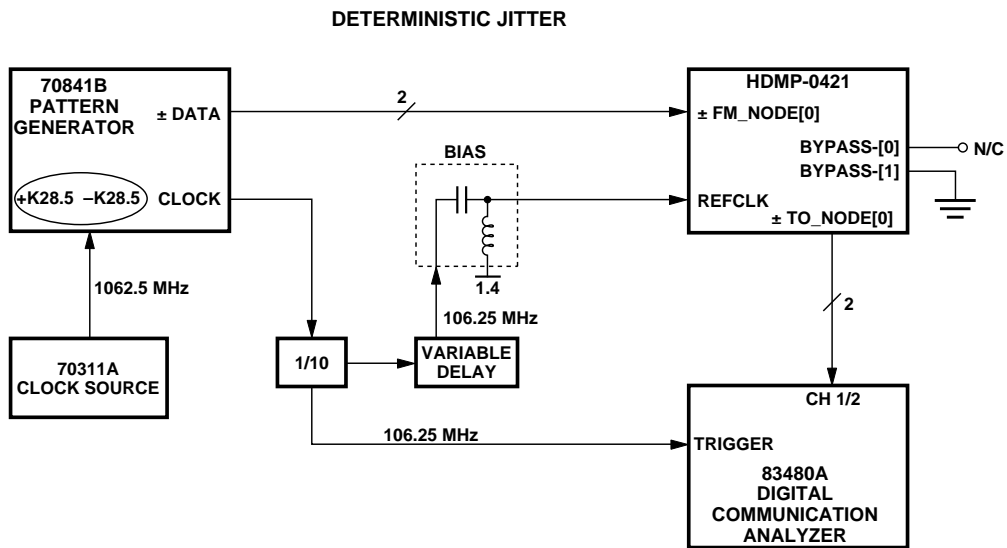 DETERMINISTIC JITTER
70841B
PATTERN
GENERATOR
± DATA
+K28.5 –K28.5
CLOCK
2
HDMP-0421
± FM_NODE[0]
BYPASS-[0]
N/C
BYPASS-[1]
REFCLK
± TO_NODE[0]
BIAS
1.4
1062.5 MHz
106.25 MHz
2
70311A
CLOCK SOURCE
1/10
VARIABLE
DELAY
106.25 MHz
CH 1/2
TRIGGER
83480A
DIGITAL
COMMUNICATION
ANALYZER